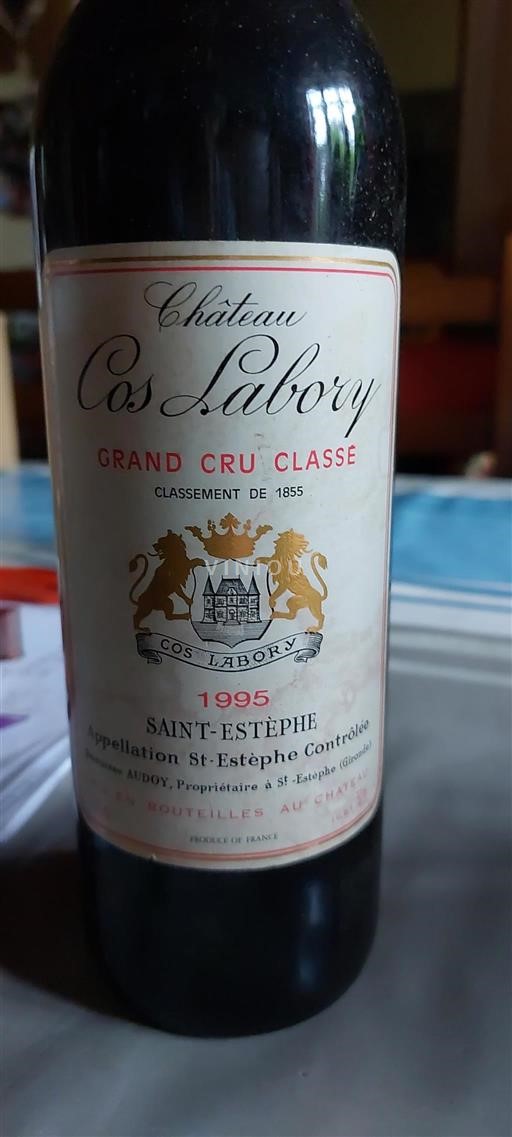 Château
Cos Labory
GRAND CRU CLASSÉ
CLASSEMENT DE 1855
VINIOU
COS LABORY
1995
SAINT-ESTÈPHE
Appellation St-Estèphe Contrôlée
AUDOY, Propriétaire à St-Estèphe (Gironde)
EN BOUTEILLES AU CHATEAU
PRODUCE OF FRANCE